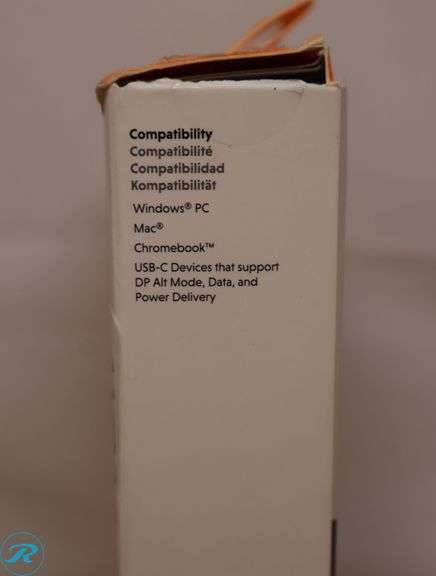 Compatibility
Compatibilité
Compatibilidad
Kompatibilität
Windows® PC
Mac®
Chromebook™
USB-C Devices that support
DP Alt Mode, Data, and
Power Delivery
R